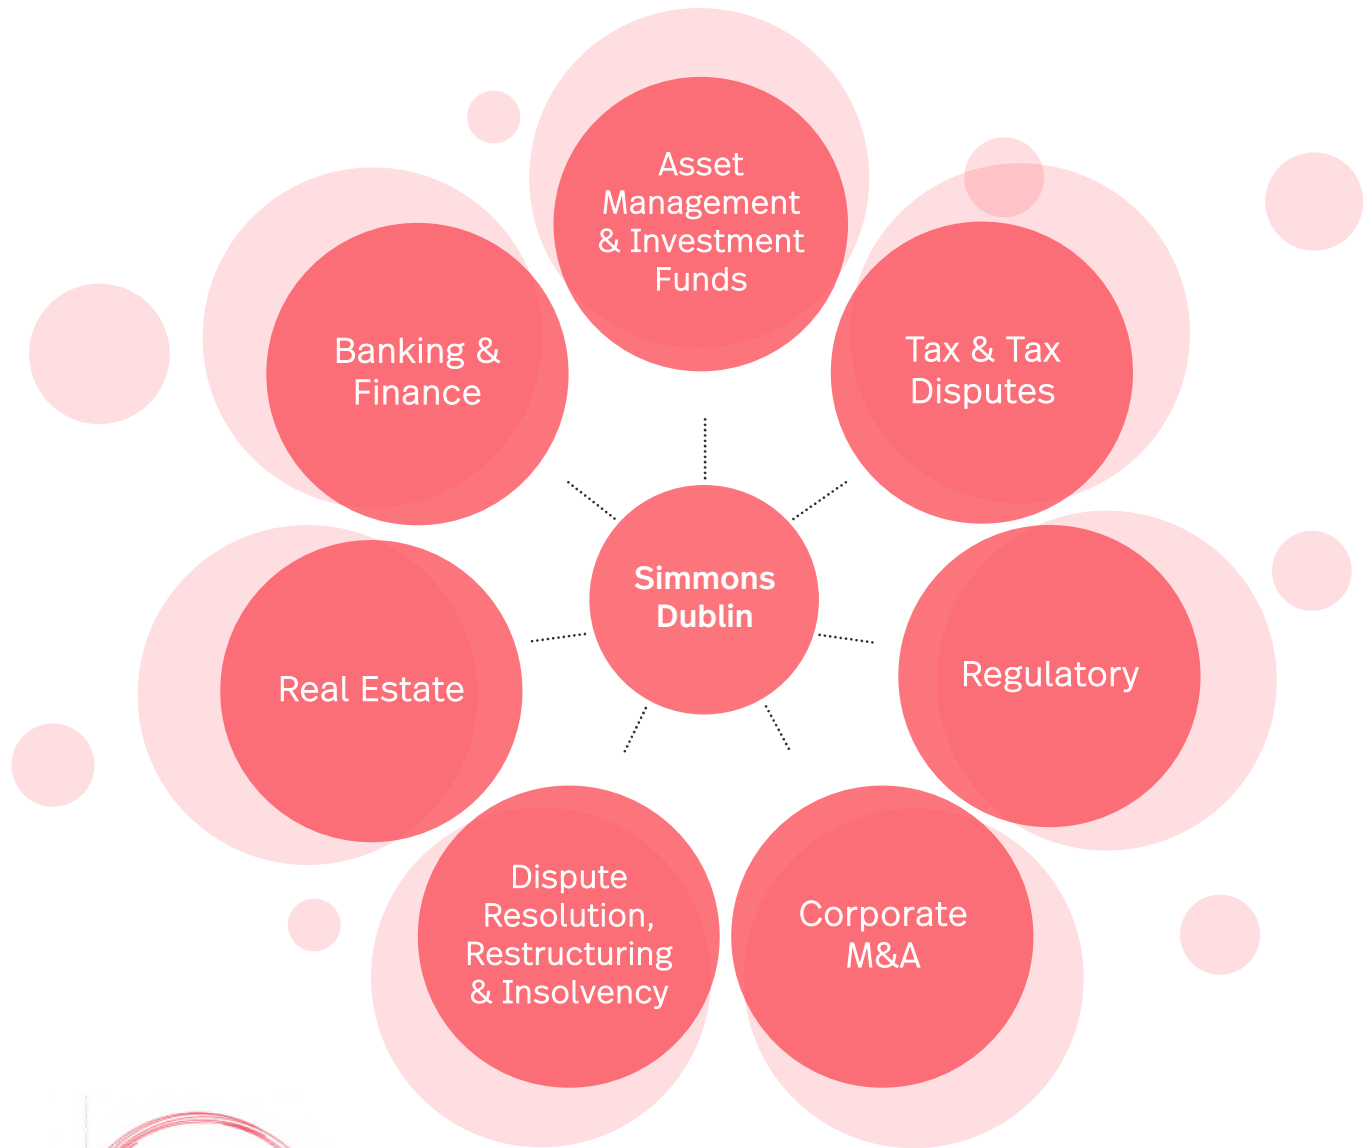 Asset
Management
& Investment
Funds
Tax & Tax
Disputes
Regulatory
Corporate
M&A
Dispute
Resolution,
Restructuring
& Insolvency
Real Estate
Banking &
Finance
Simmons
Dublin